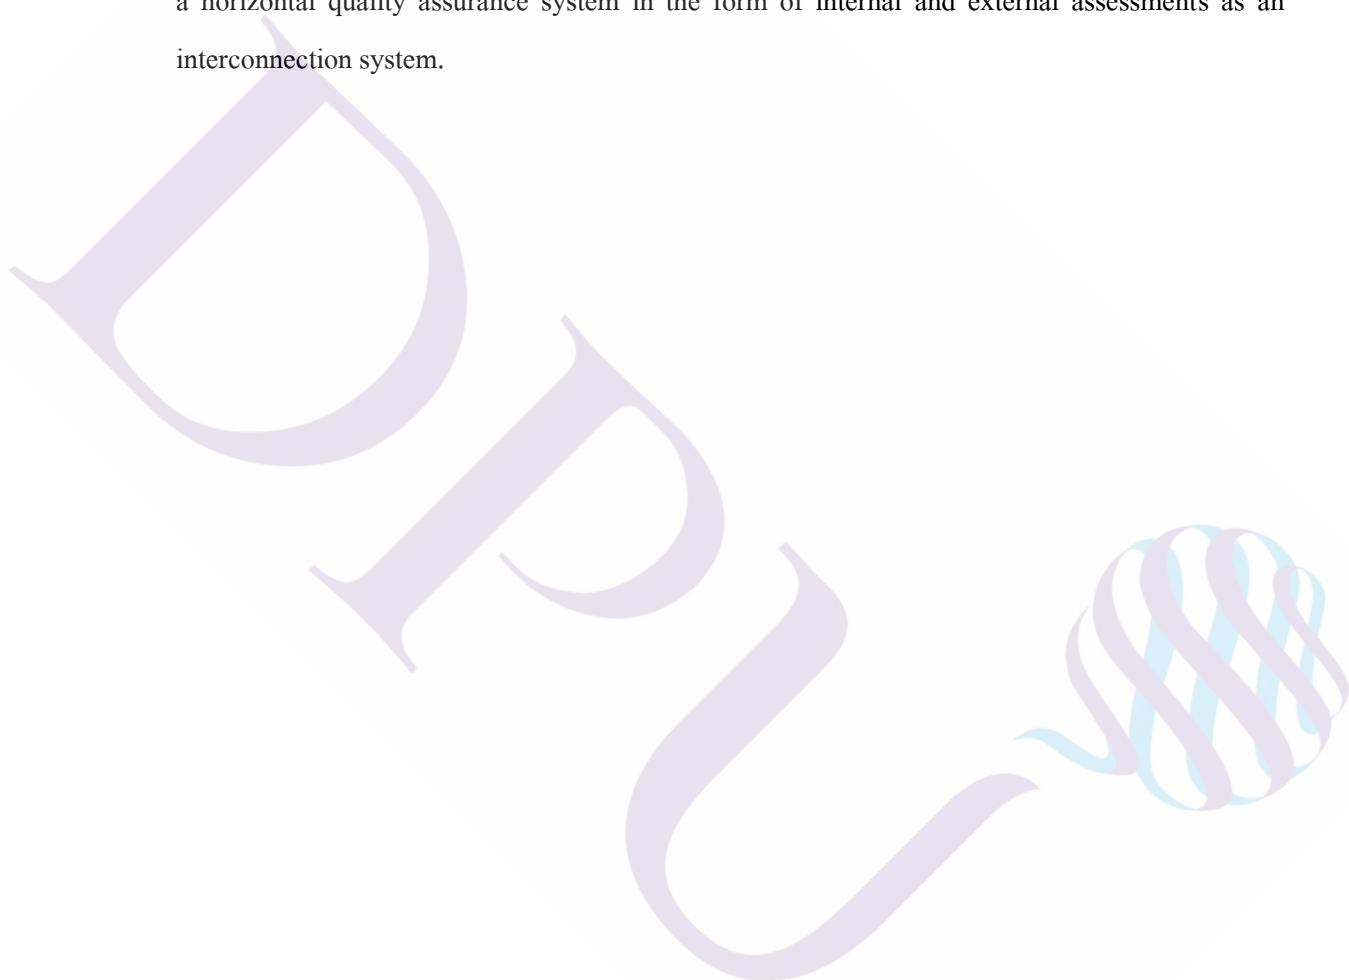 a horizontal quality assurance system in the form of internal and external assessments as an
interconnection system.
DPU